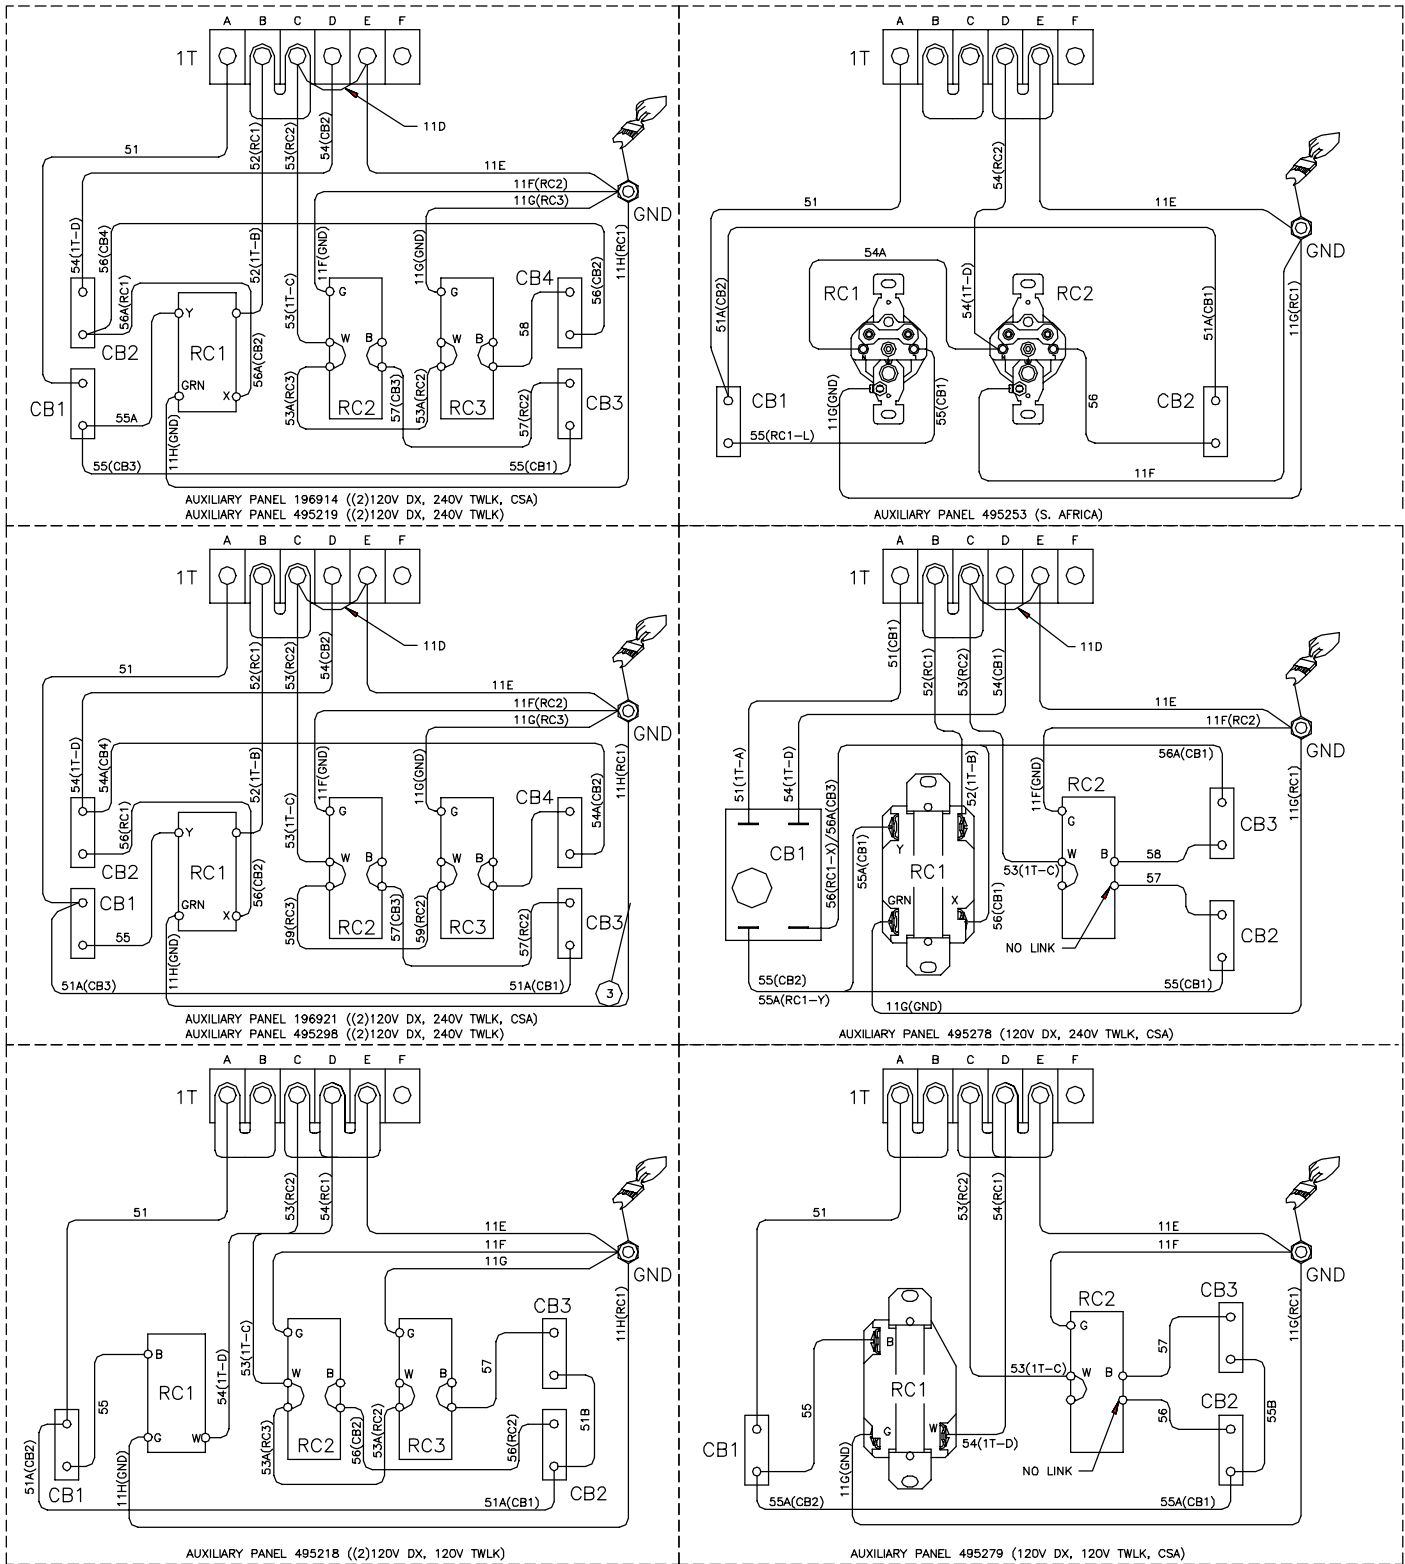 A B C D E F
1T
11D
51
52(RC1)
53(RC2)
54(CB2)
11E
11F(RC2)
11G(RC3)
GND
54(1T-D)
56(CB4)
56A(RC1)
52(1T-B)
53(1T-C)
11F(GND)
11G(GND)
11H(RC1)
56(CB2)
CB4
CB2
Y
RC1
GRN
X
56A(CB2)
G
W
B
RC2
G
W
B
RC3
58
CB3
CB1
55A
11H(GND)
53A(RC3)
57(CB3)
53A(RC2)
57(RC2)
55(CB3)
55(CB1)
AUXILIARY PANEL 196914 ((2)120V DX, 240V TWLK, CSA)
AUXILIARY PANEL 495219 ((2)120V DX, 240V TWLK)
A B C D E F
1T
54(RC2)
51
11E
GND
54A
51A(CB2)
RC1
54(1T-D)
RC2
51A(CB1)
11G(RC1)
CB1
11G(GND)
55(CB1)
56
CB2
55(RC1-L)
11F
AUXILIARY PANEL 495253 (S. AFRICA)
A B C D E F
1T
11D
51
52(RC1)
53(RC2)
54(CB2)
11E
11F(RC2)
11G(RC3)
GND
54(1T-D)
54A(CB4)
56(RC1)
52(1T-B)
53(1T-C)
11F(GND)
11G(GND)
11H(RC1)
54A(CB2)
CB4
CB2
Y
RC1
GRN
X
56(CB2)
G
W
B
RC2
G
W
B
RC3
CB3
CB1
55
11H(GND)
59(RC3)
57(CB3)
59(RC2)
57(RC2)
51A(CB3)
51A(CB1)
3
AUXILIARY PANEL 196921 ((2)120V DX, 240V TWLK, CSA)
AUXILIARY PANEL 495298 ((2)120V DX, 240V TWLK)
A B C D E F
1T
11D
51(CB1)
52(RC1)
53(RC2)
54(CB1)
11E
11F(RC2)
GND
51(1T-A)
54(1T-D)
56(RC1-X)/56A(CB3)
52(1T-B)
11F(GND)
56A(CB1)
RC2
11G(RC1)
CB1
55A(CB1)
Y
RC1
GRN
X
56(CB1)
G
W
B
53(1T-C)
58
57
CB3
CB2
NO LINK
55(CB2)
55A(RC1-Y)
11G(GND)
55(CB1)
AUXILIARY PANEL 495278 (120V DX, 240V TWLK, CSA)
A B C D E F
1T
53(RC2)
54(RC1)
51
11E
11F
11G
GND
CB3
11H(RC1)
B
RC1
G
W
54(1T-D)
53(1T-C)
G
W
B
RC2
G
W
B
RC3
57
55
51B
51A(CB2)
CB1
11H(GND)
53A(RC3)
56(CB2)
53A(RC2)
56(RC2)
51A(CB1)
CB2
AUXILIARY PANEL 495218 ((2)120V DX, 120V TWLK)
A B C D E F
1T
53(RC2)
54(RC1)
51
11E
11F
GND
RC2
CB3
11G(RC1)
B
RC1
G
W
G
W
B
53(1T-C)
57
56
55
CB2
55B
CB1
54(1T-D)
NO LINK
11G(GND)
55A(CB2)
55A(CB1)
AUXILIARY PANEL 495279 (120V DX, 120V TWLK, CSA)